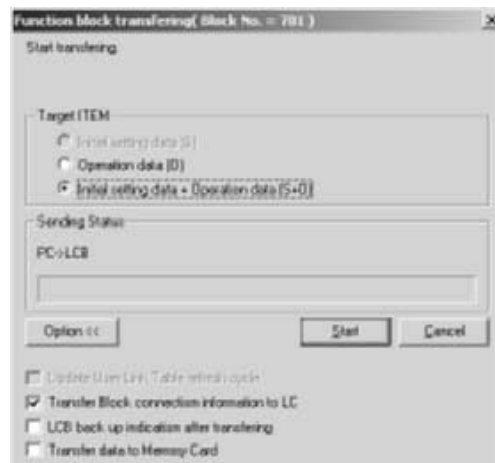 Function block transfering( Block No. = 701 )
Start transfering.
Target ITEM
Initial setting data (S)
Operation data (O)
Initial setting data + Operation data (S+O)
Sending Status
PC->LCB
Option <<
Start
Cancel
Update User Link Table refresh cycle
Transfer Block connection information to LC
LCB back up indication after transfering
Transfer data to Memory Card